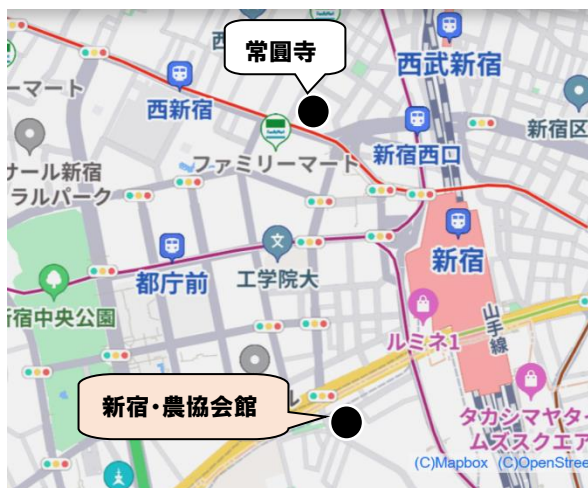 常圓寺
西武新宿
ーマート
西新宿
新宿区
新宿西口
ファミリーマート
サール新宿
ラルパーク
新宿
都庁前
工学院大
新宿中央公園
ルミネ1
山手線
新宿・農協会館
ル
タカシマヤタ
ムズスクエア
(C)Mapbox (C)OpenStree